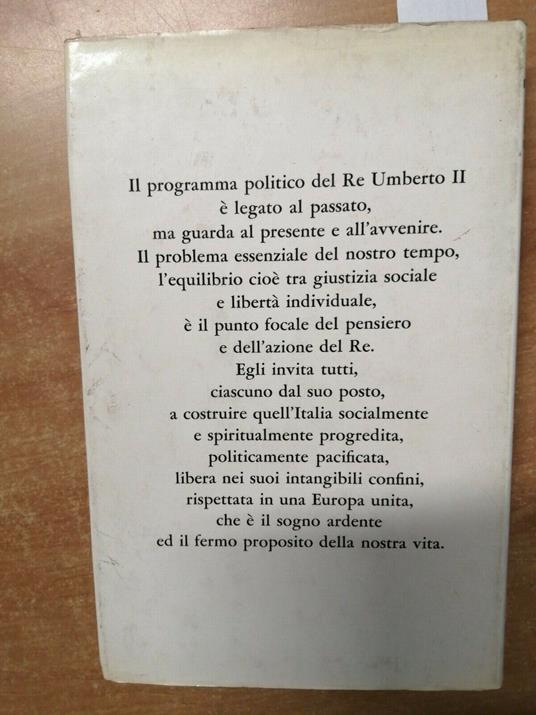 Il programma politico del Re Umberto II
è legato al passato,
ma guarda al presente e all'avvenire.
Il problema essenziale del nostro tempo,
l'equilibrio cioè tra giustizia sociale
e libertà individuale,
è il punto focale del pensiero
e dell'azione del Re.
Egli invita tutti,
ciascuno dal suo posto,
a costruire quell'Italia socialmente
e spiritualmente progredita,
politicamente pacificata,
libera nei suoi intangibili confini,
rispettata in una Europa unita,
che è il sogno ardente
ed il fermo proposito della nostra vita.